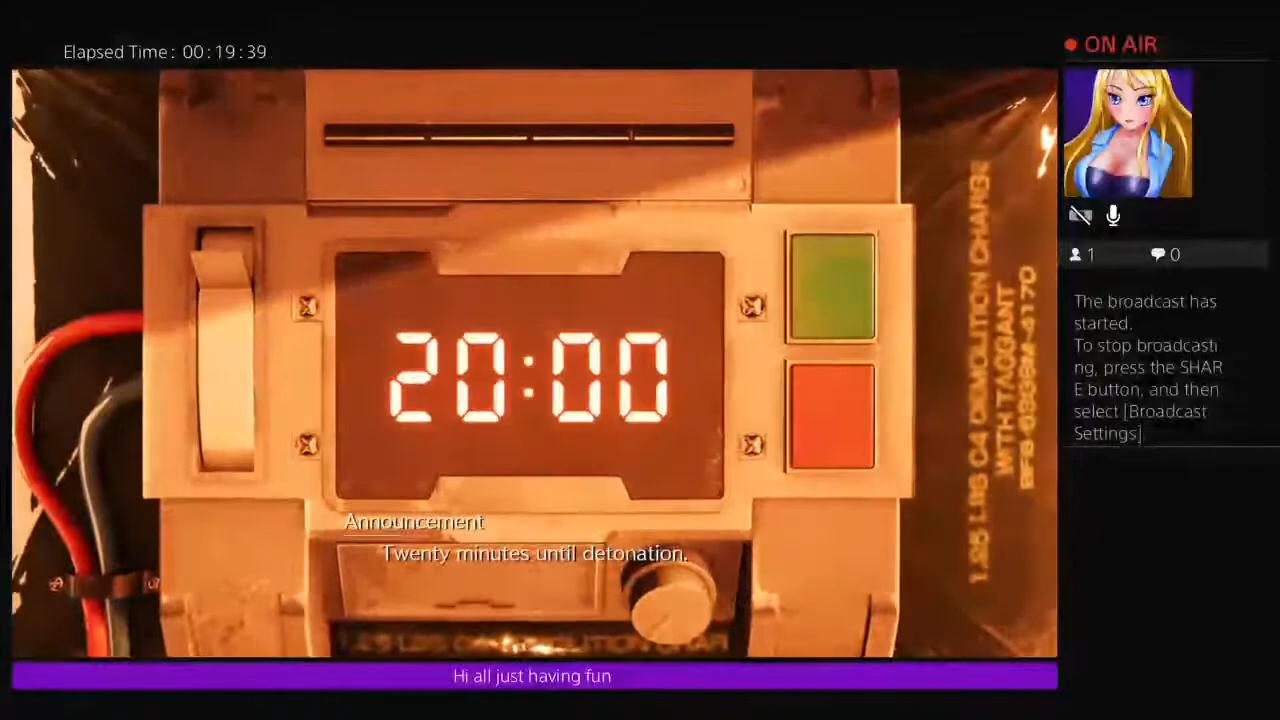 Elapsed Time: 00:19:39
ON AIR
20:00
1.25 LBS C4 DEMOLITION CHARGE
WITH TAGGANT
Announcement
Twenty minutes until detonation.
1
0
The broadcast has
started.
To stop broadcasti
ng, press the SHAR
E button, and then
select [Broadcast
Settings]
Hi all just having fun